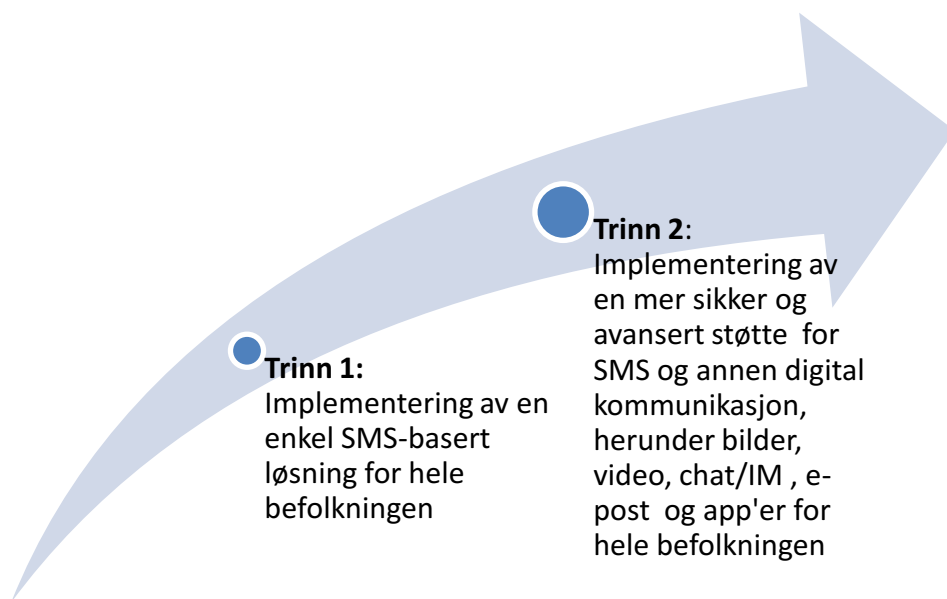 Trinn 1:
Implementering av en
enkel SMS-basert
løsning for hele
befolkningen
Trinn 2:
Implementering av
en mer sikker og
avansert støtte for
SMS og annen digital
kommunikasjon,
herunder bilder,
video, chat/IM , e-
post og app'er for
hele befolkningen